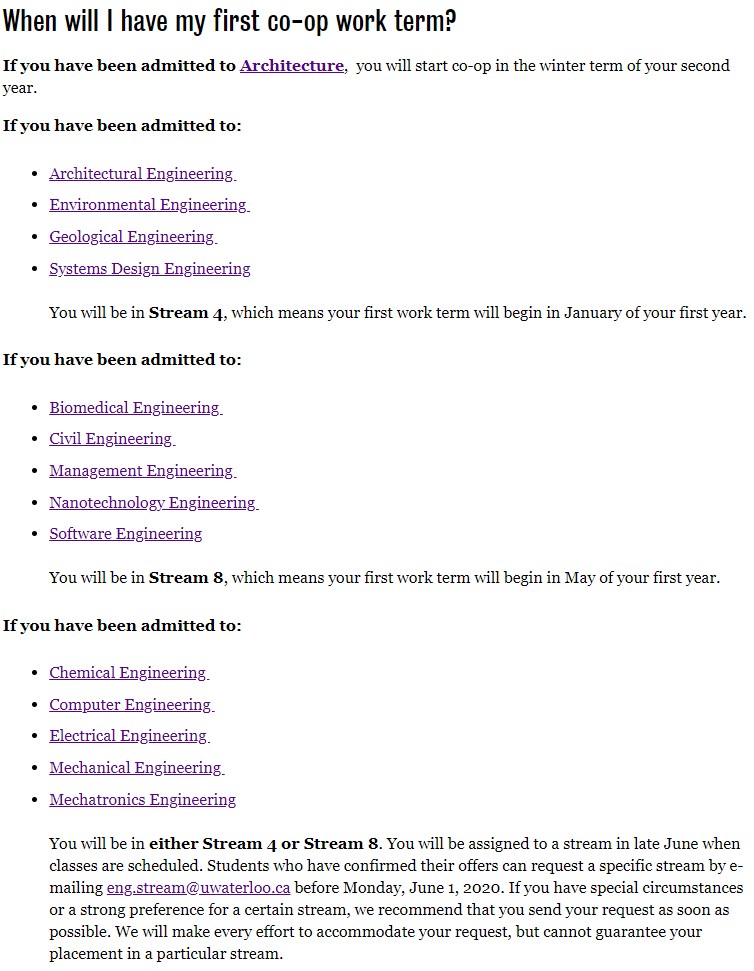 When will I have my first co-op work term?
If you have been admitted to Architecture,  you will start co-op in the winter term of your second
year.
If you have been admitted to:
• Architectural Engineering
• Environmental Engineering
• Geological Engineering
• Systems Design Engineering
You will be in Stream 4, which means your first work term will begin in January of your first year.
If you have been admitted to:
• Biomedical Engineering
• Civil Engineering
• Management Engineering
• Nanotechnology Engineering
• Software Engineering
You will be in Stream 8, which means your first work term will begin in May of your first year.
If you have been admitted to:
• Chemical Engineering
• Computer Engineering
• Electrical Engineering
• Mechanical Engineering
• Mechatronics Engineering
You will be in either Stream 4 or Stream 8. You will be assigned to a stream in late June when
classes are scheduled. Students who have confirmed their offers can request a specific stream by e-
mailing eng.stream@uwaterloo.ca before Monday, June 1, 2020. If you have special circumstances
or a strong preference for a certain stream, we recommend that you send your request as soon as
possible. We will make every effort to accommodate your request, but cannot guarantee your
placement in a particular stream.